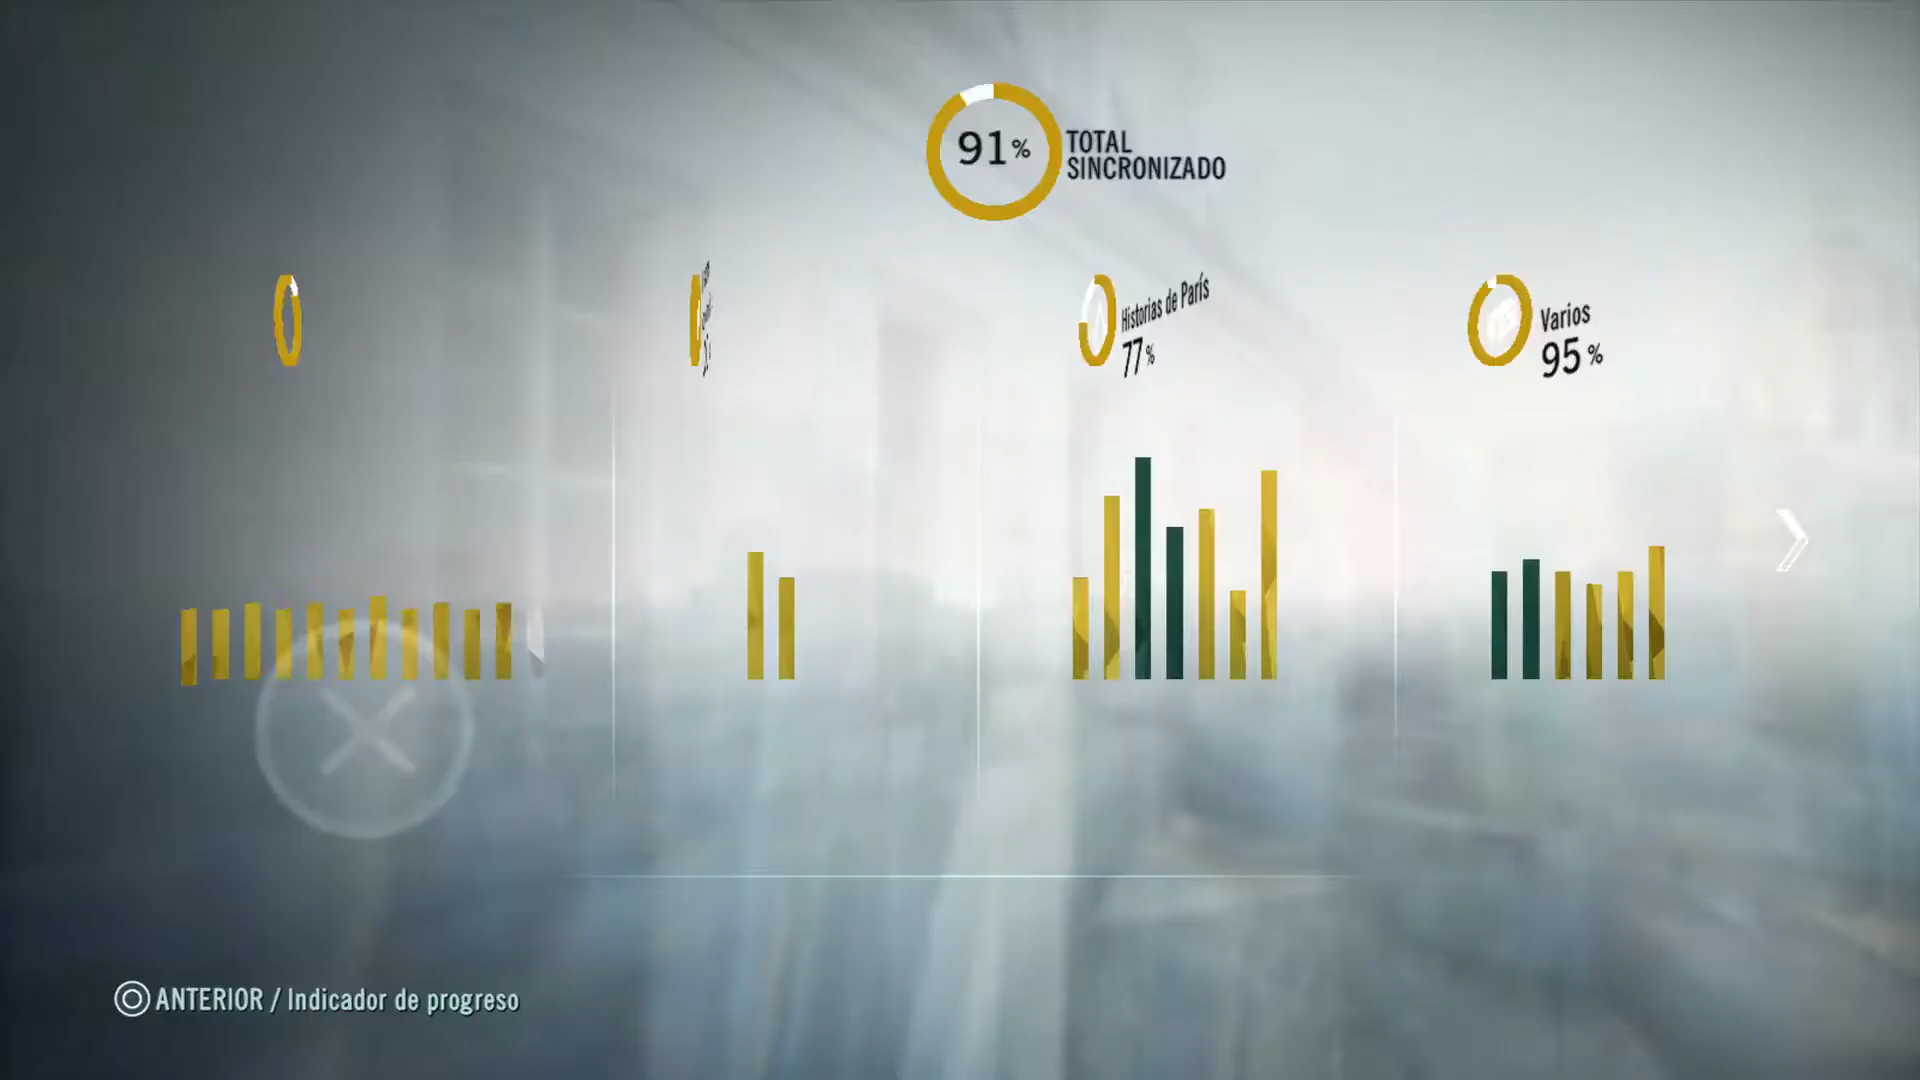 91%
TOTAL
SINCRONIZADO
Historias de París
77%
Varios
95%
ANTERIOR / Indicador de progreso